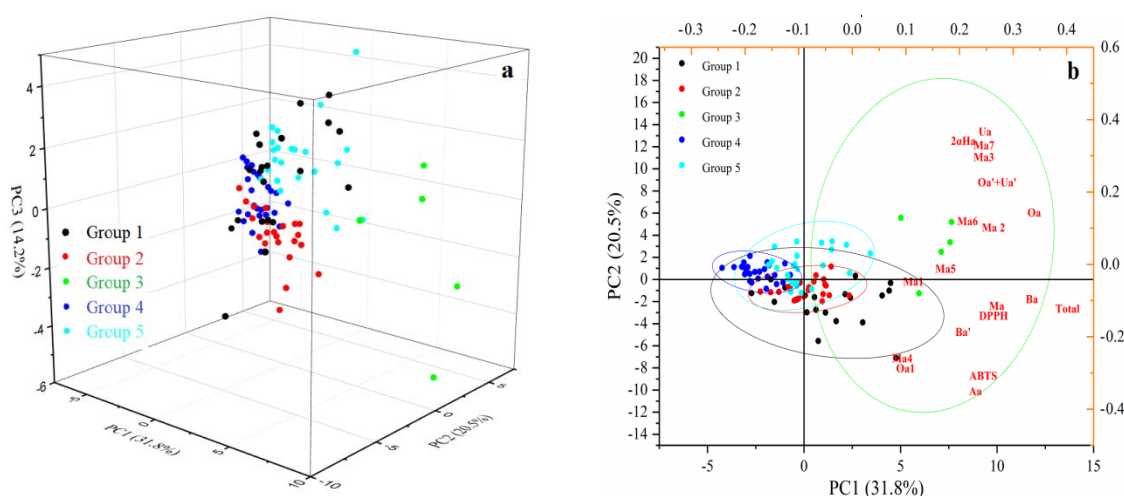 a
4
2
0
-2
-4
-6
PC3 (14.2%)
Group 1
Group 2
Group 3
Group 4
Group 5
-5
0
5
10
PC1 (31.8%)
-10
-5
0
5
PC2 (20.5%)
b
-0.3
-0.2
-0.1
0.0
0.1
0.2
0.3
0.4
20
18
16
14
12
10
8
6
4
2
0
-2
-4
-6
-8
-10
-12
-14
PC2 (20.5%)
Group 1
Group 2
Group 3
Group 4
Group 5
Ua
2αHa
Ma7
Ma3
Oa'+Ua'
Oa
Ma6
Ma 2
Ma5
Ma1
Ba
Ma
Total
DPPH
Ba'
Ma4
Oa1
ABTS
Aa
0.6
0.4
0.2
0.0
-0.2
-0.4
-5
0
5
10
15
PC1 (31.8%)